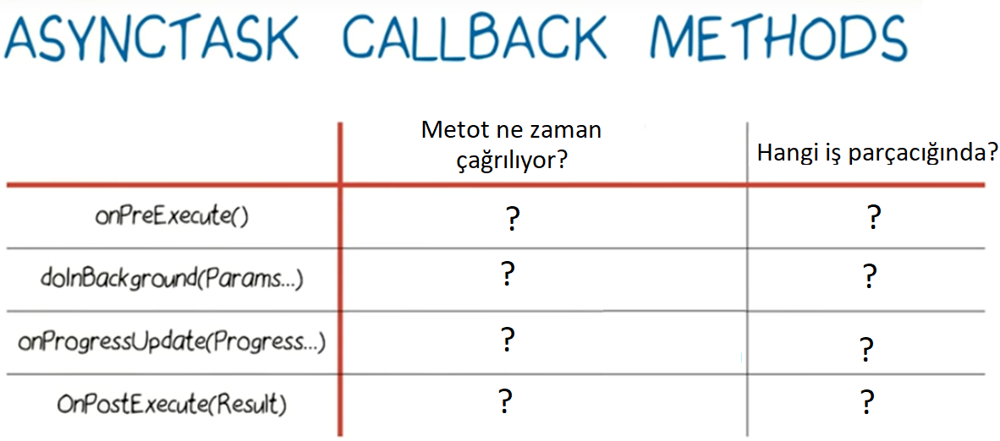 ASYNCTASK CALLBACK METHODS
Metot ne zaman
çağrılıyor?
Hangi iş parçacığında?
onPreExecute() ? ?
doInBackground(Params...) ? ?
onProgressUpdate(Progress...) ? ?
OnPostExecute(Result) ? ?